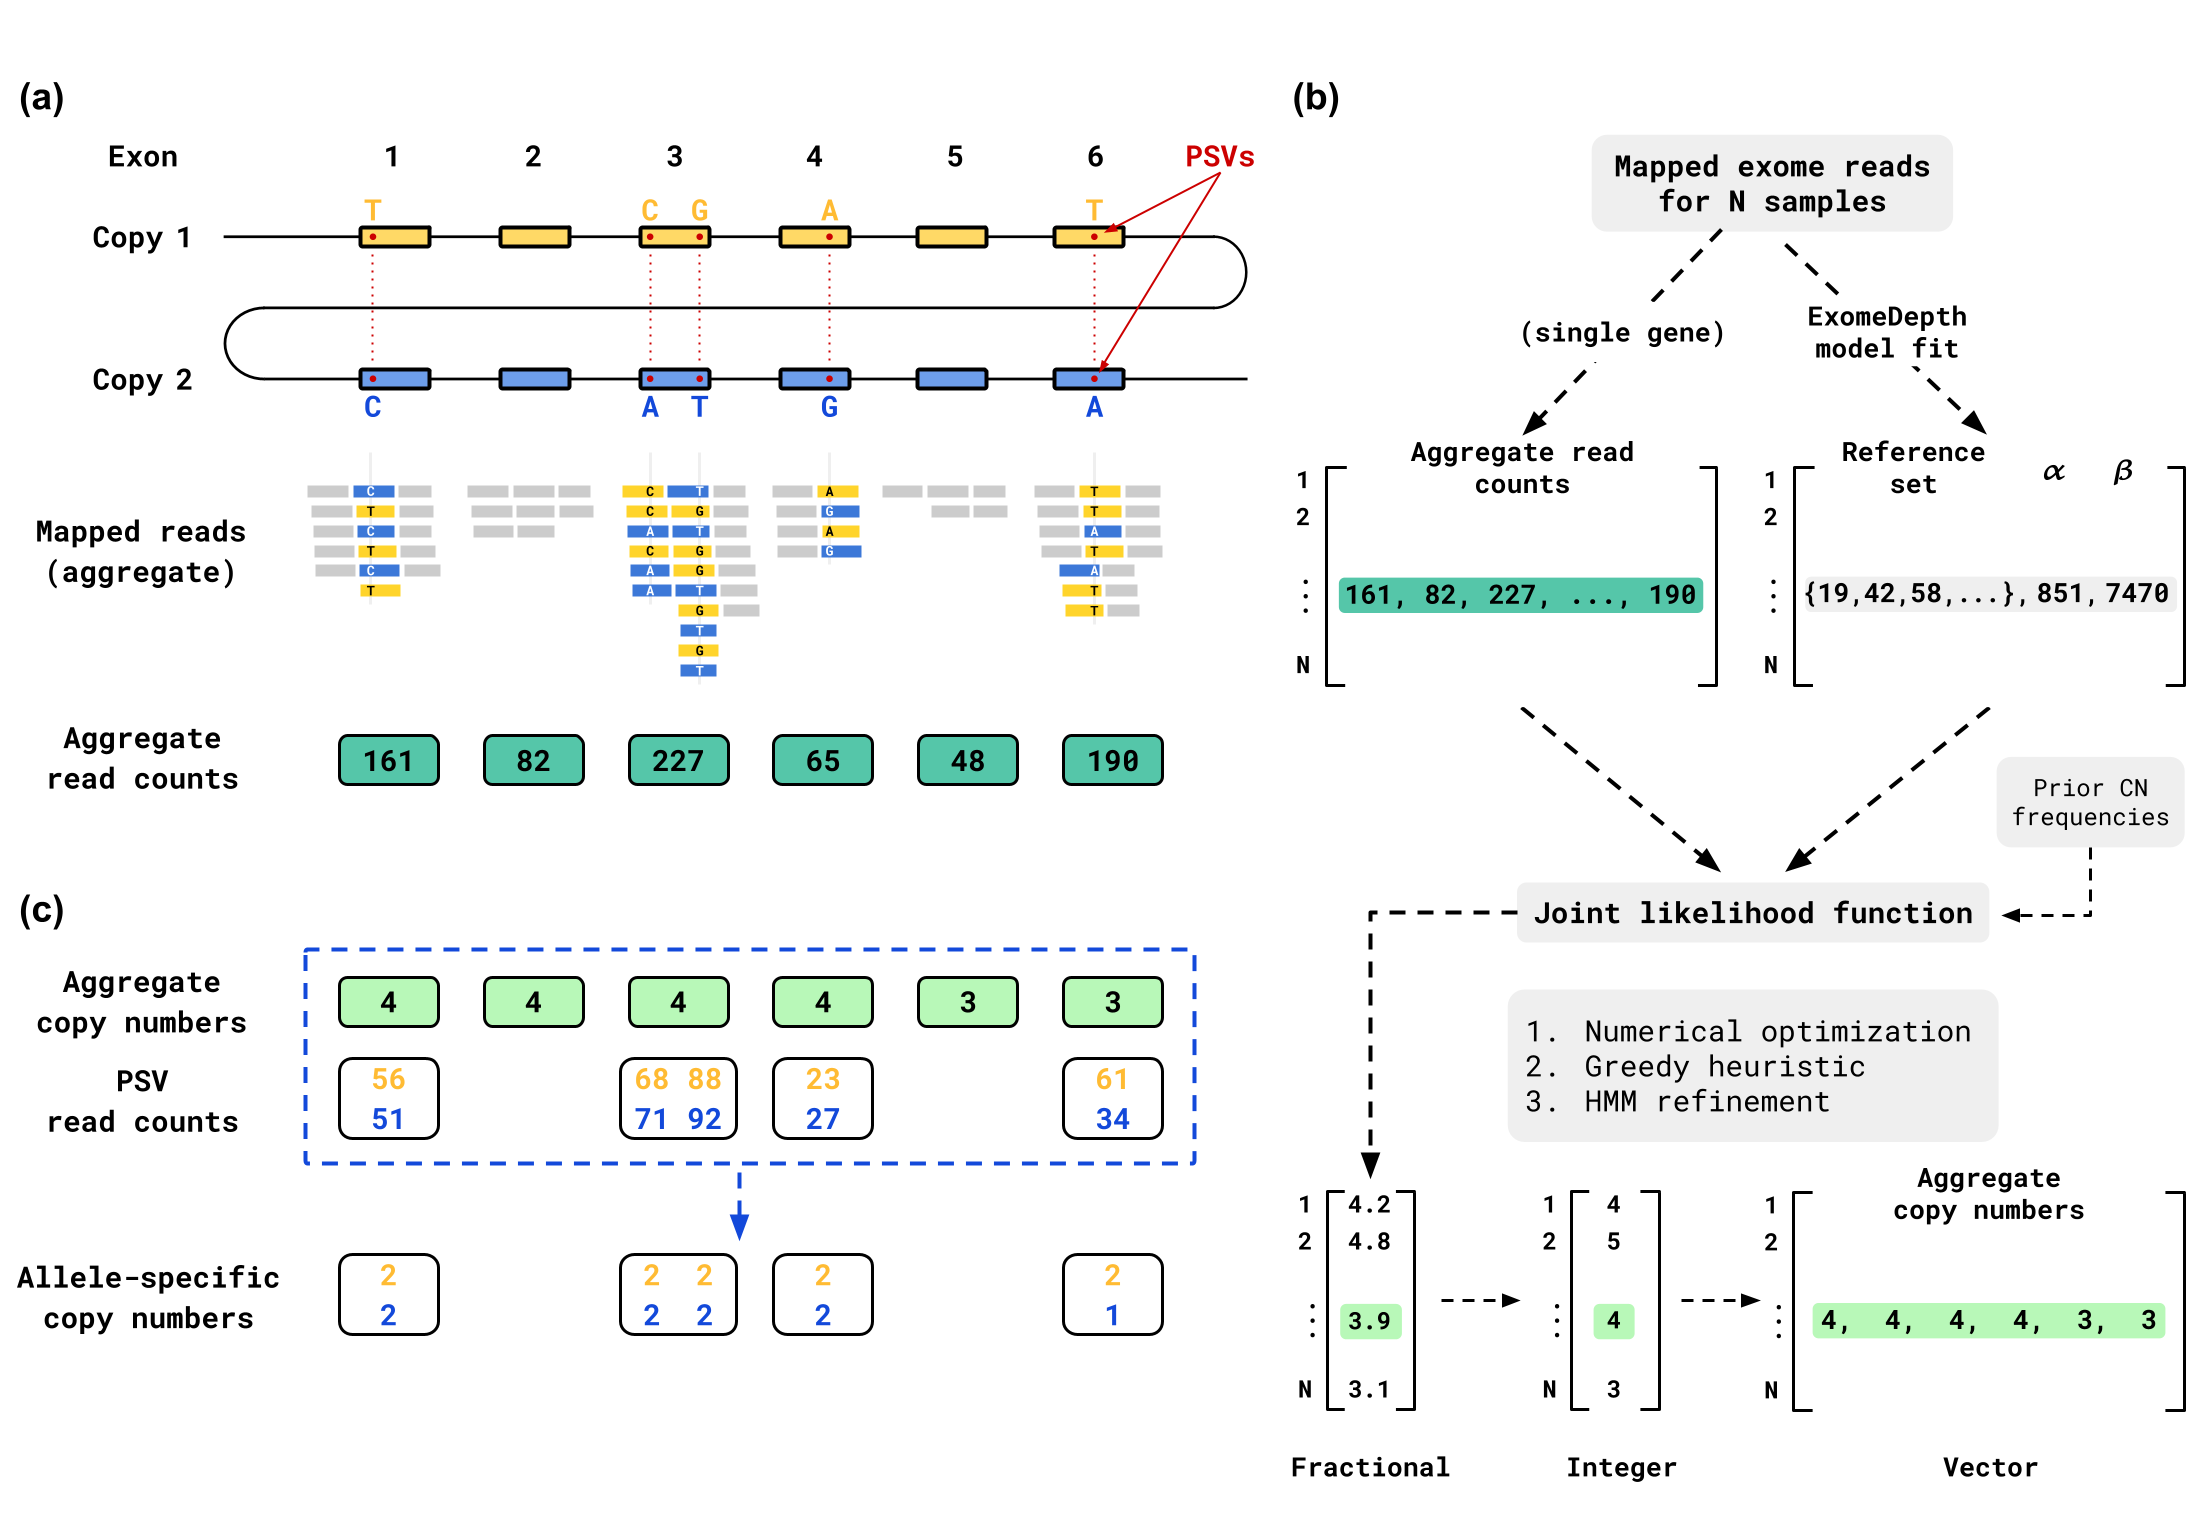 (a)
Exon 1 2 3 4 5 6 PSVs
T C G A T
Copy 1
Copy 2
C A T G A
Mapped reads
(aggregate)
C C T A T
T C G G T
C A T A A
T C G G T
C A G A
T A T T
G T
T
G
T
Aggregate
read counts
161 82 227 65 48 190
(b)
Mapped exome reads
for N samples
(single gene)
ExomeDepth
model fit
Aggregate read
counts
1
2
⋮
N
161, 82, 227, ..., 190
Reference
set
α β
1
2
⋮
N
{19,42,58,...}, 851, 7470
Prior CN
frequencies
Joint likelihood function
1. Numerical optimization
2. Greedy heuristic
3. HMM refinement
1 4.2
2 4.8
⋮ 3.9
N 3.1
Fractional
1 4
2 5
⋮ 4
N 3
Integer
Aggregate
copy numbers
1
2
⋮ 4, 4, 4, 4, 3, 3
N
Vector
(c)
Aggregate
copy numbers
4 4 4 4 3 3
PSV
read counts
56 68 88 23 61
51 71 92 27 34
Allele-specific
copy numbers
2 2 2 2 2
2 2 2 2 1